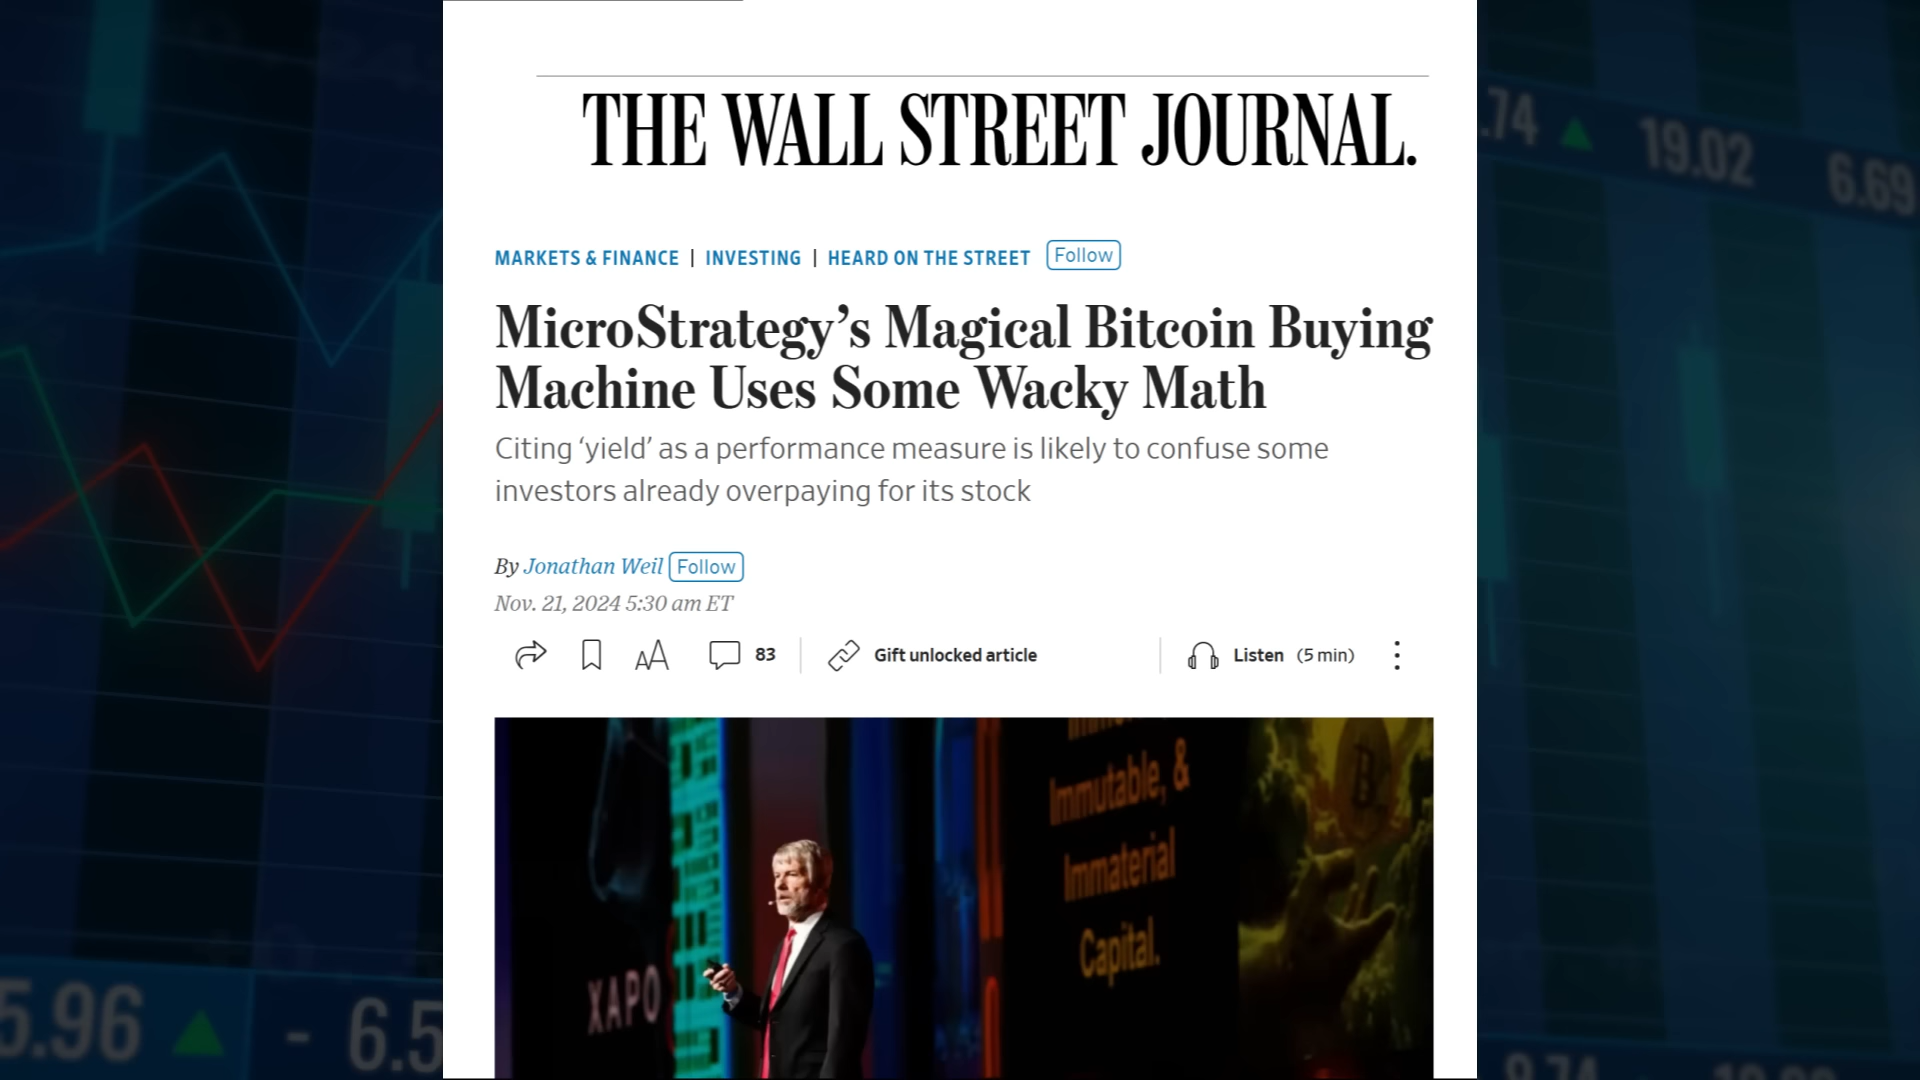 THE WALL STREET JOURNAL.
.74 ▲ 19.02 6.69
MARKETS & FINANCE | INVESTING | HEARD ON THE STREET Follow
MicroStrategy’s Magical Bitcoin Buying
Machine Uses Some Wacky Math
Citing ‘yield’ as a performance measure is likely to confuse some
investors already overpaying for its stock
By Jonathan Weil Follow
Nov. 21, 2024 5:30 am ET
AA 83 Gift unlocked article Listen (5 min)
Immutable, &
Immaterial
Capital.
XAPO
5.96 ▲ - 6.5